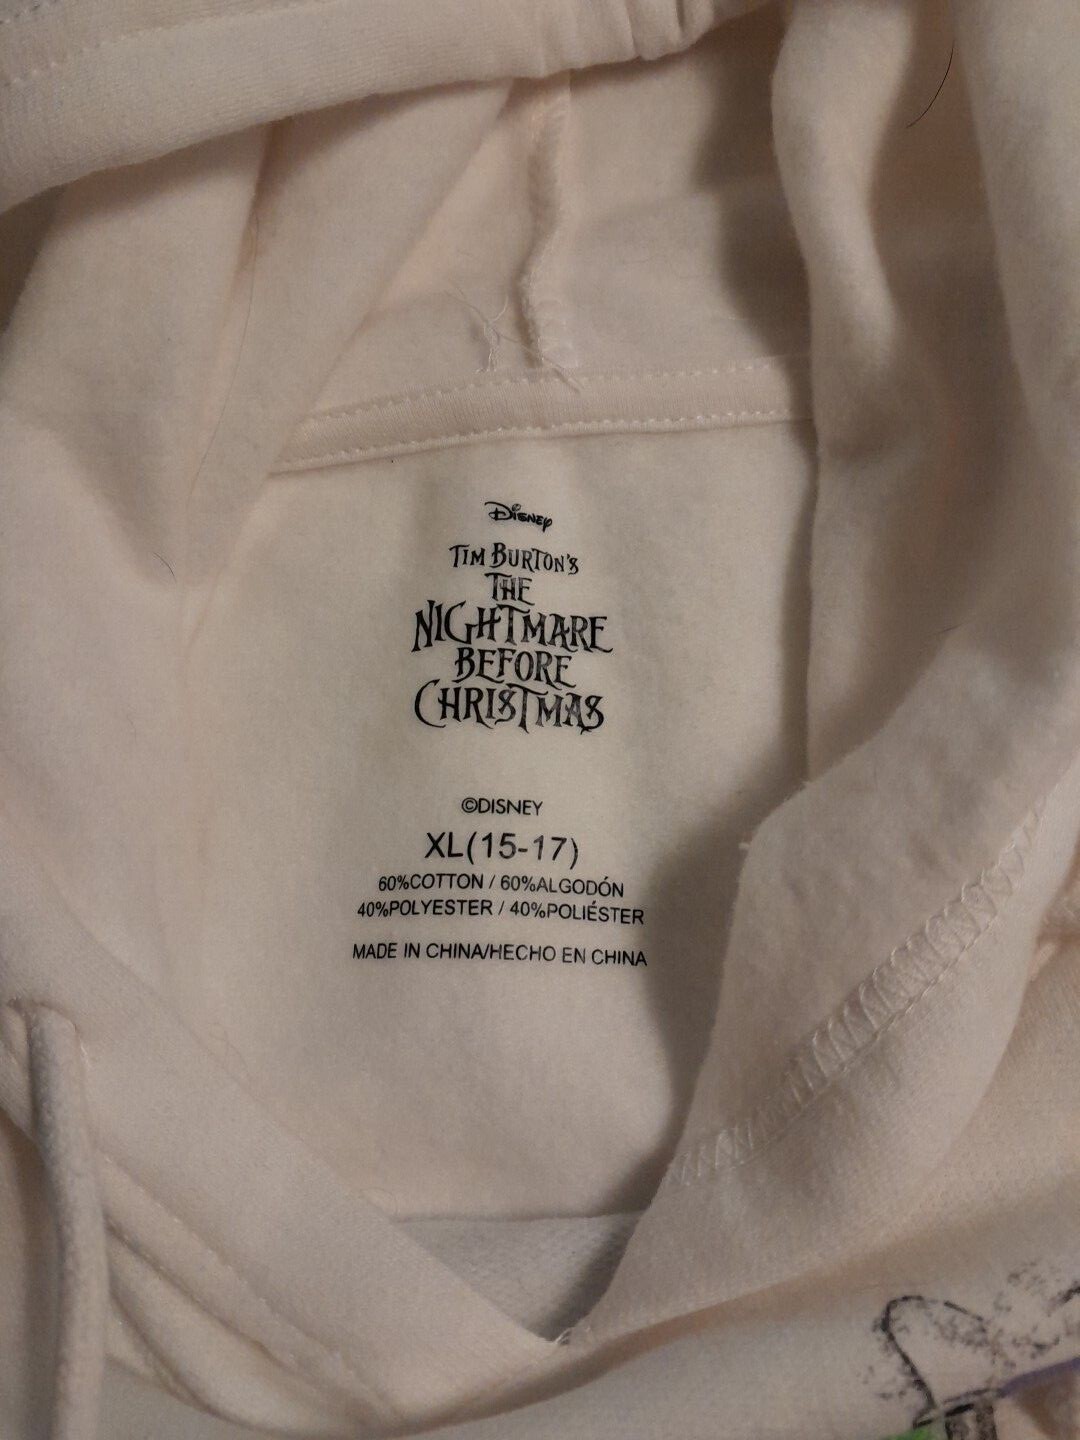 Disney
TIM BURTON'S
THE
NIGHTMARE
BEFORE
CHRISTMAS
©DISNEY
XL(15-17)
60%COTTON / 60%ALGODÓN
40%POLYESTER / 40%POLIÉSTER
MADE IN CHINA/HECHO EN CHINA